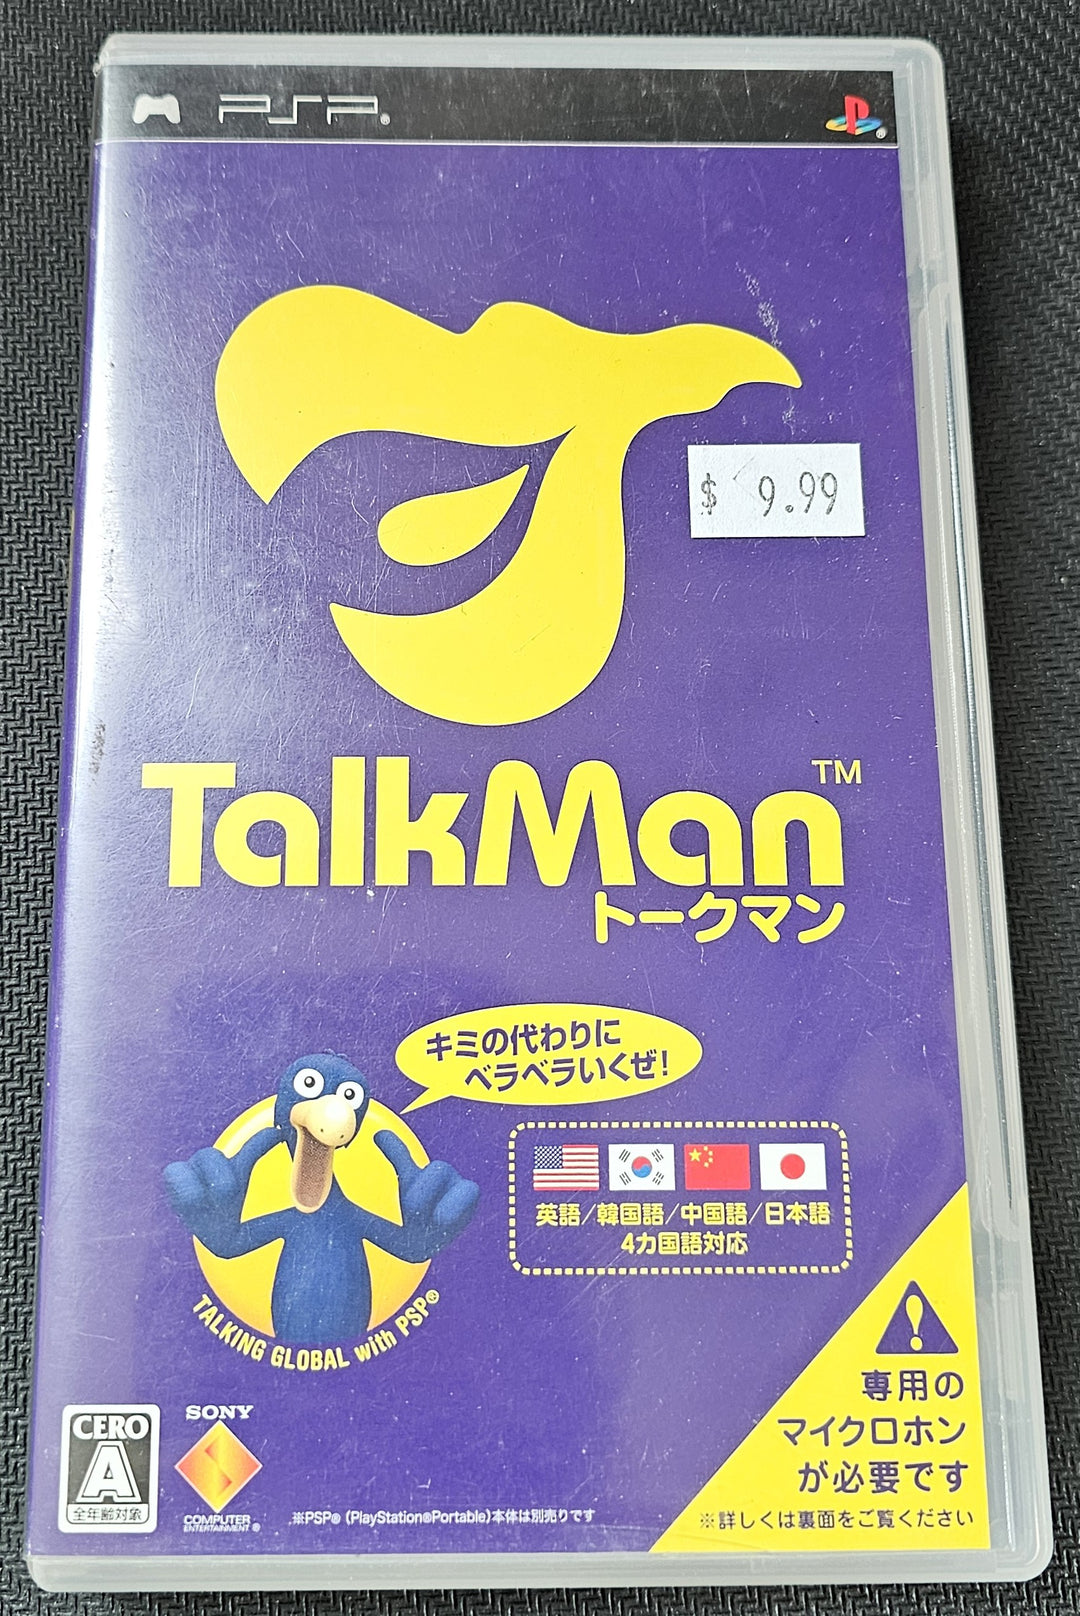 PSP®
$ 9.99
TalkMan™
トークマン
キミの代わりに
ベラベラいくぜ!
英語/韓国語/中国語/日本語
4カ国語対応
TALKING GLOBAL with PSP®
専用の
マイクロホン
が必要です
※詳しくは裏面をご覧ください
CERO
A
全年齢対象
SONY
COMPUTER
ENTERTAINMENT®
※PSP®(PlayStation®Portable)本体は別売りです